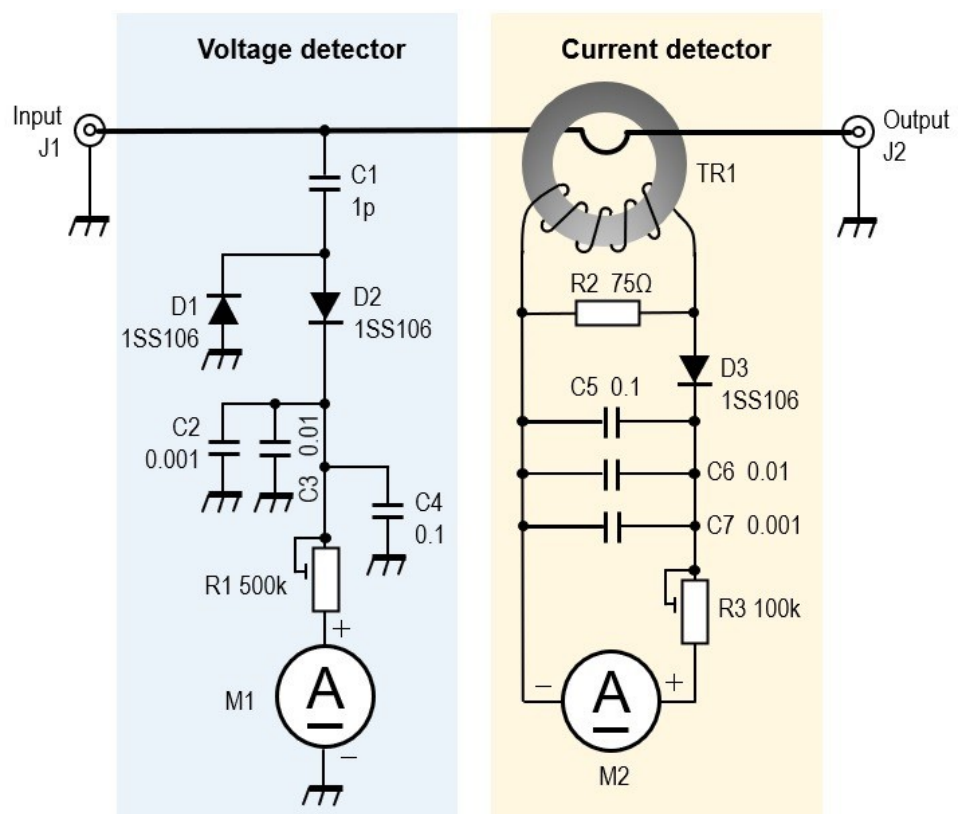 Voltage detector
Current detector
Input
J1
Output
J2
C1
1p
TR1
D1
1SS106
D2
1SS106
R2 75Ω
D3
1SS106
C5 0.1
C2
0.001
0.01
C3
C6 0.01
C4
0.1
C7 0.001
R1 500k
R3 100k
+
A
−
M1
−
+
A
M2